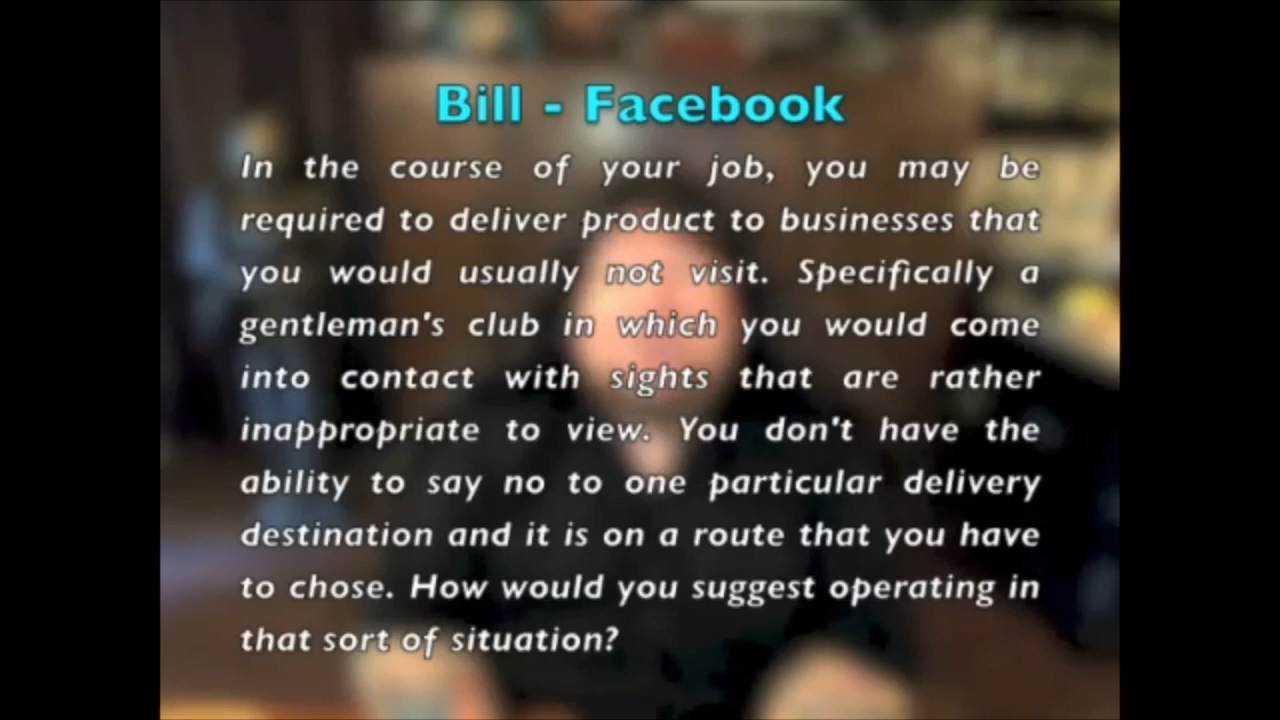 Bill - Facebook
In the course of your job, you may be
required to deliver product to businesses that
you would usually not visit. Specifically a
gentleman's club in which you would come
into contact with sights that are rather
inappropriate to view. You don't have the
ability to say no to one particular delivery
destination and it is on a route that you have
to chose. How would you suggest operating in
that sort of situation?